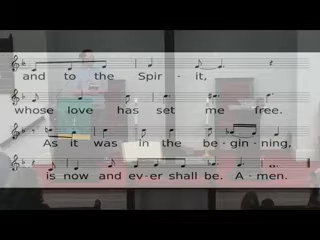 and to the Spir - it,
whose love has set me free.
As it was in the be - gin - ning,
is now and ev - er shall be. A - men.